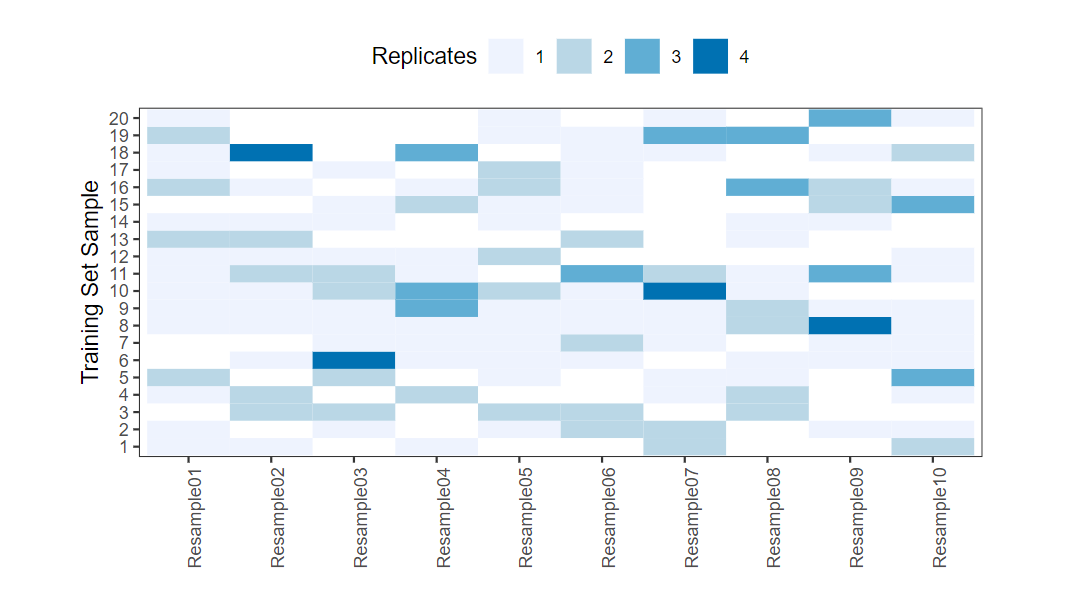 Replicates 1 2 3 4
Training Set Sample
20
19
18
17
16
15
14
13
12
11
10
9
8
7
6
5
4
3
2
1
Resample01
Resample02
Resample03
Resample04
Resample05
Resample06
Resample07
Resample08
Resample09
Resample10